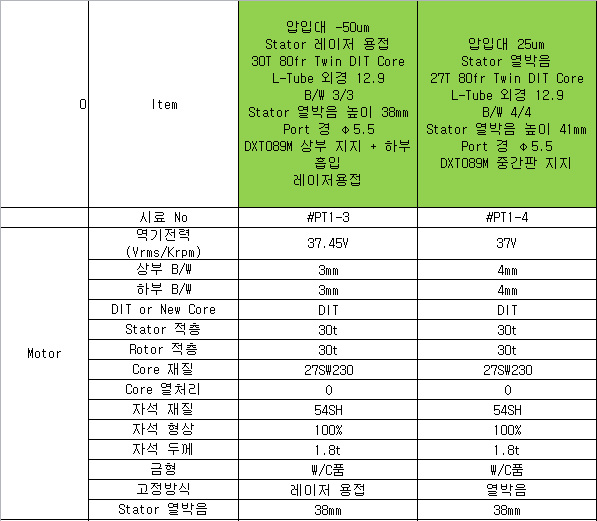 0
Item
압입대 -50um
Stator 레이저 용접
30T 80fr Twin DIT Core
L-Tube 외경 12.9
B/W 3/3
Stator 열박음 높이 38mm
Port 경 Φ5.5
DXT089M 상부 지지 + 하부
흡입
레이저용접
압입대 25um
Stator 열박음
27T 80fr Twin DIT Core
L-Tube 외경 12.9
B/W 4/4
Stator 열박음 높이 41mm
Port 경 Φ5.5
DXT089M 중간판 지지
시료 No #PT1-3 #PT1-4
Motor
역기전력
(Vrms/Krpm) 37.45V 37V
상부 B/W 3mm 4mm
하부 B/W 3mm 4mm
DIT or New Core DIT DIT
Stator 적층 30t 30t
Rotor 적층 30t 30t
Core 재질 27SW230 27SW230
Core 열처리 0 0
자석 재질 54SH 54SH
자석 형상 100% 100%
자석 두께 1.8t 1.8t
금형 W/C품 W/C품
고정방식 레이저 용접 열박음
Stator 열박음 38mm 38mm